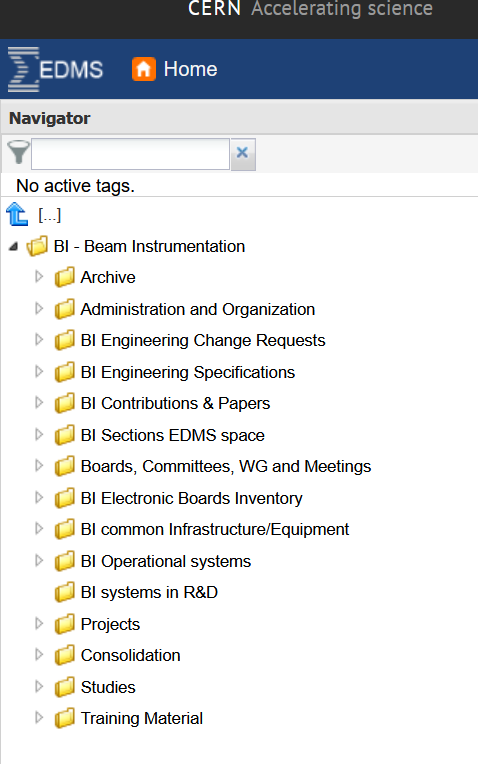 CERN Accelerating science
EDMS Home
Navigator
No active tags.
[...]
BI - Beam Instrumentation
Archive
Administration and Organization
BI Engineering Change Requests
BI Engineering Specifications
BI Contributions & Papers
BI Sections EDMS space
Boards, Committees, WG and Meetings
BI Electronic Boards Inventory
BI common Infrastructure/Equipment
BI Operational systems
BI systems in R&D
Projects
Consolidation
Studies
Training Material